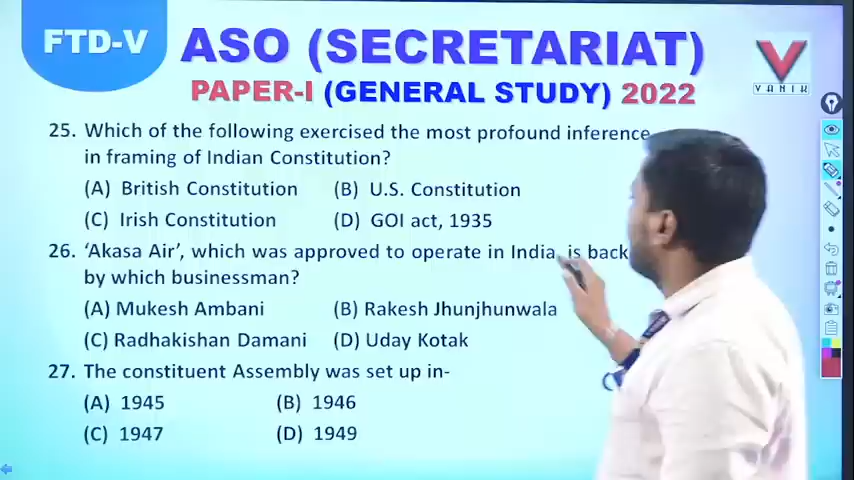 FTD-V
ASO (SECRETARIAT)
PAPER-I (GENERAL STUDY) 2022
VANIK
25. Which of the following exercised the most profound inference
in framing of Indian Constitution?
(A) British Constitution (B) U.S. Constitution
(C) Irish Constitution (D) GOI act, 1935
26. ‘Akasa Air’, which was approved to operate in India, is back
by which businessman?
(A) Mukesh Ambani (B) Rakesh Jhunjhunwala
(C) Radhakishan Damani (D) Uday Kotak
27. The constituent Assembly was set up in-
(A) 1945 (B) 1946
(C) 1947 (D) 1949